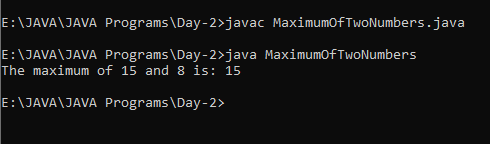 E:\JAVA\JAVA Programs\Day-2>javac MaximumOfTwoNumbers.java
E:\JAVA\JAVA Programs\Day-2>java MaximumOfTwoNumbers
The maximum of 15 and 8 is: 15
E:\JAVA\JAVA Programs\Day-2>